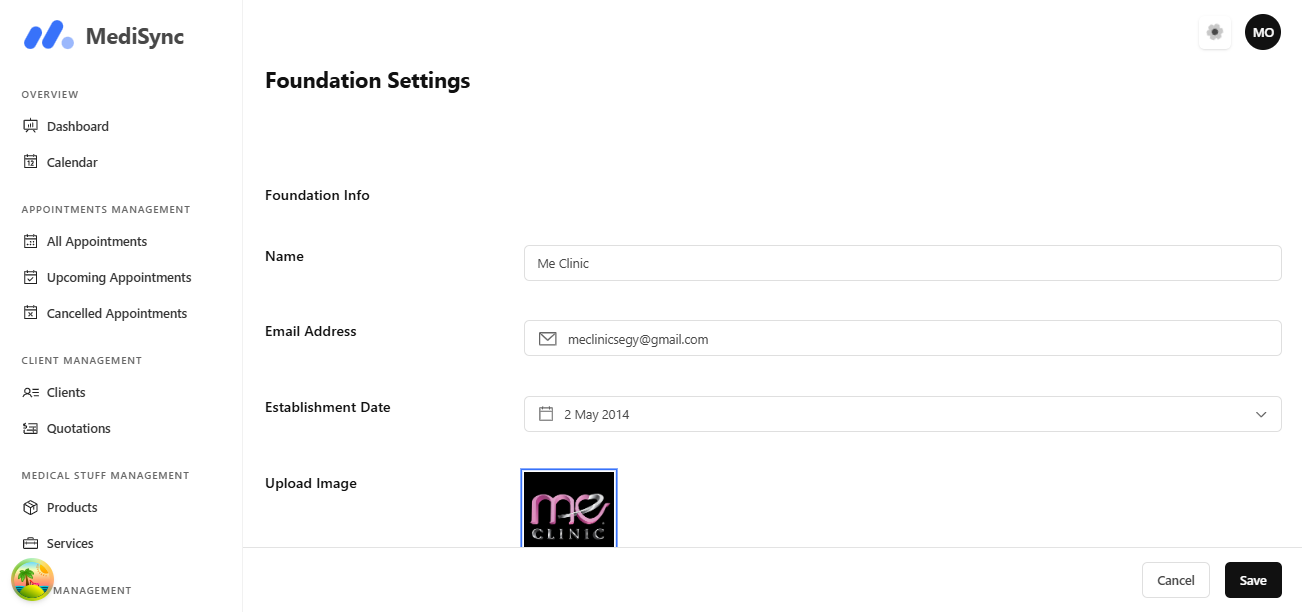 MediSync
MO
OVERVIEW
Dashboard
Calendar
APPOINTMENTS MANAGEMENT
All Appointments
Upcoming Appointments
Cancelled Appointments
CLIENT MANAGEMENT
Clients
Quotations
MEDICAL STUFF MANAGEMENT
Products
Services
MANAGEMENT
Foundation Settings
Foundation Info
Name
Me Clinic
Email Address
meclinicsegy@gmail.com
Establishment Date
2 May 2014
Upload Image
me
CLINIC
Cancel
Save